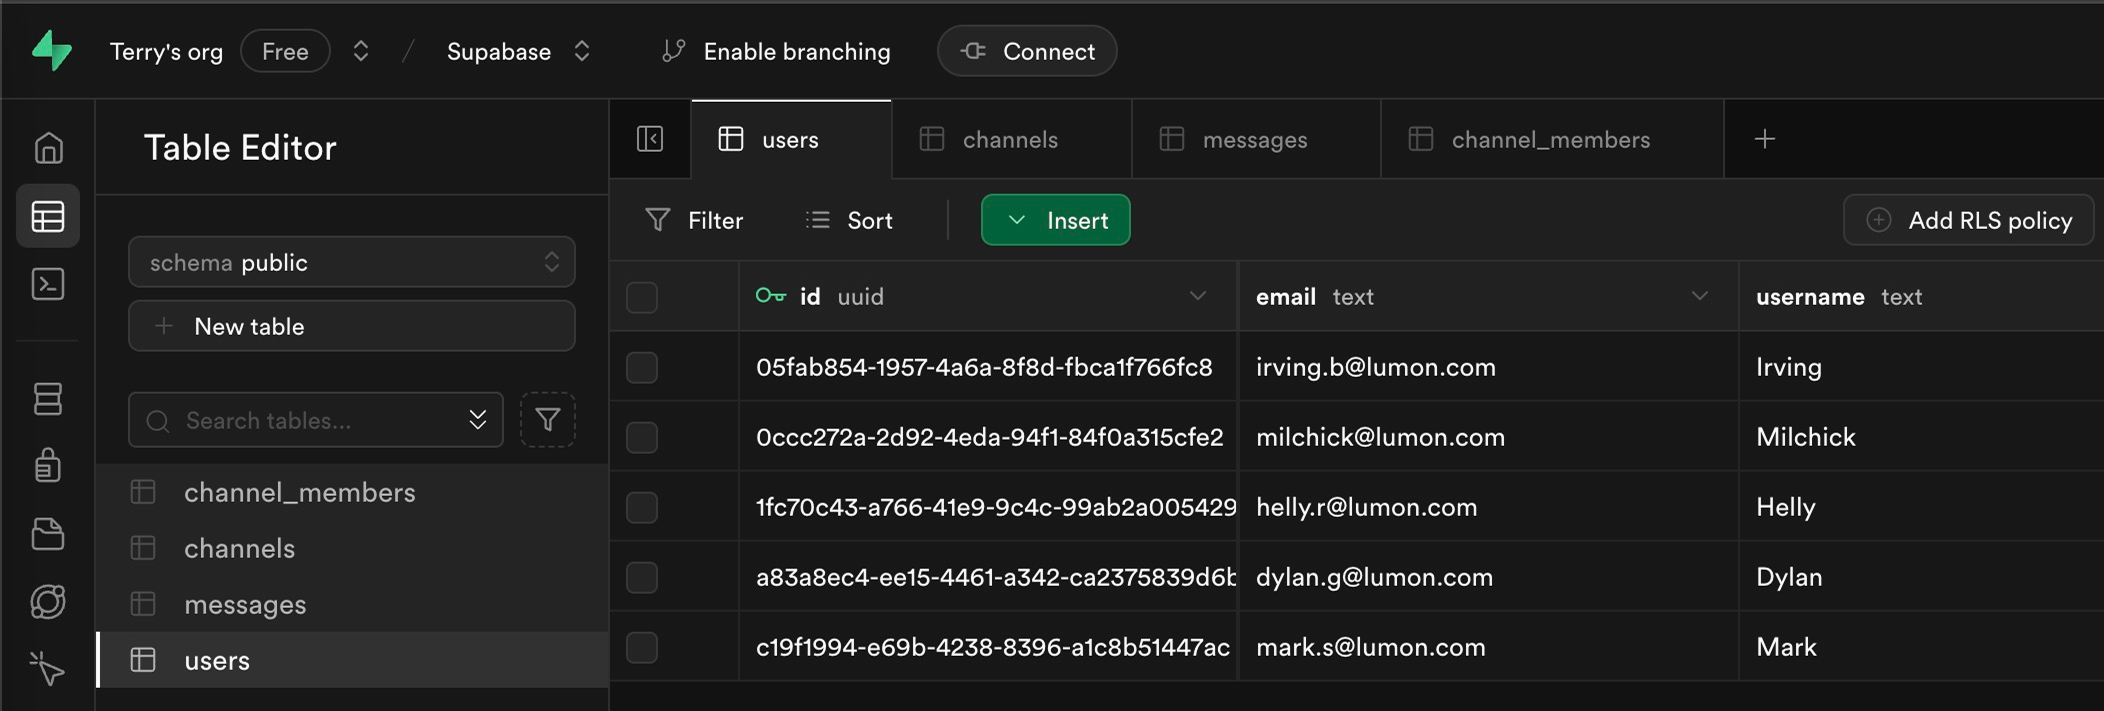 Terry's org Free / Supabase Enable branching Connect
Table Editor
schema public
New table
Search tables...
channel_members
channels
messages
users
users channels messages channel_members
Filter Sort Insert Add RLS policy
id uuid email text username text
05fab854-1957-4a6a-8f8d-fbca1f766fc8 irving.b@lumon.com Irving
0ccc272a-2d92-4eda-94f1-84f0a315cfe2 milchick@lumon.com Milchick
1fc70c43-a766-41e9-9c4c-99ab2a005429 helly.r@lumon.com Helly
a83a8ec4-ee15-4461-a342-ca2375839d6b dylan.g@lumon.com Dylan
c19f1994-e69b-4238-8396-a1c8b51447ac mark.s@lumon.com Mark